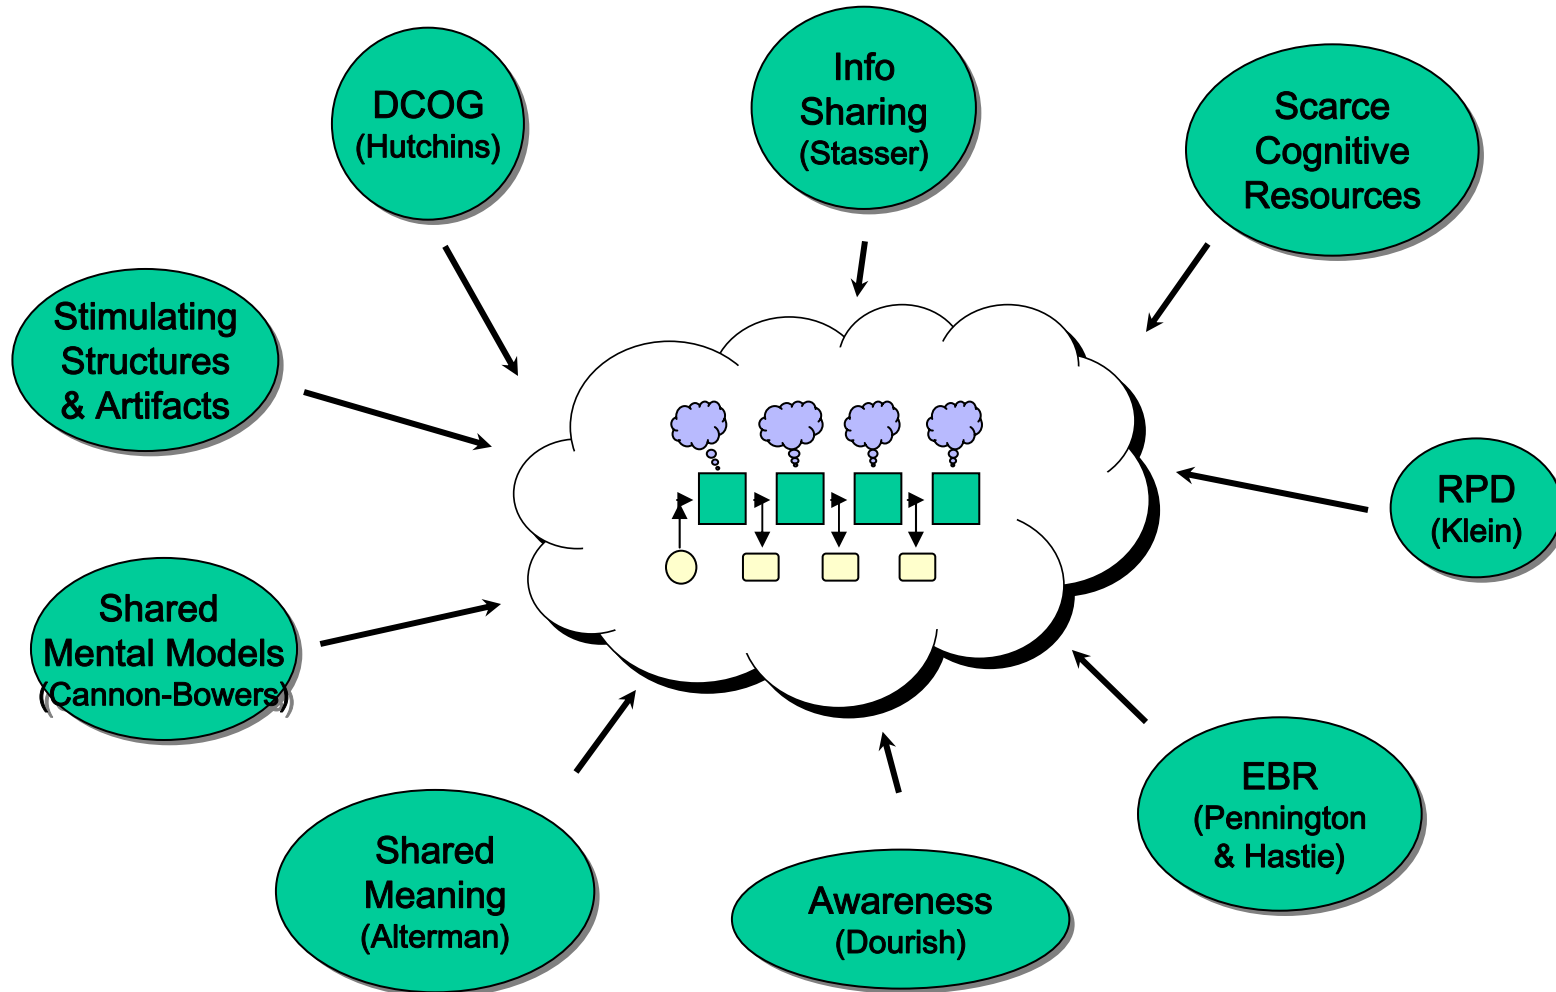 DCOG
(Hutchins)
Info
Sharing
(Stasser)
Scarce
Cognitive
Resources
Stimulating
Structures
& Artifacts
RPD
(Klein)
Shared
Mental Models
(Cannon-Bowers)
EBR
(Pennington
& Hastie)
Shared
Meaning
(Alterman)
Awareness
(Dourish)